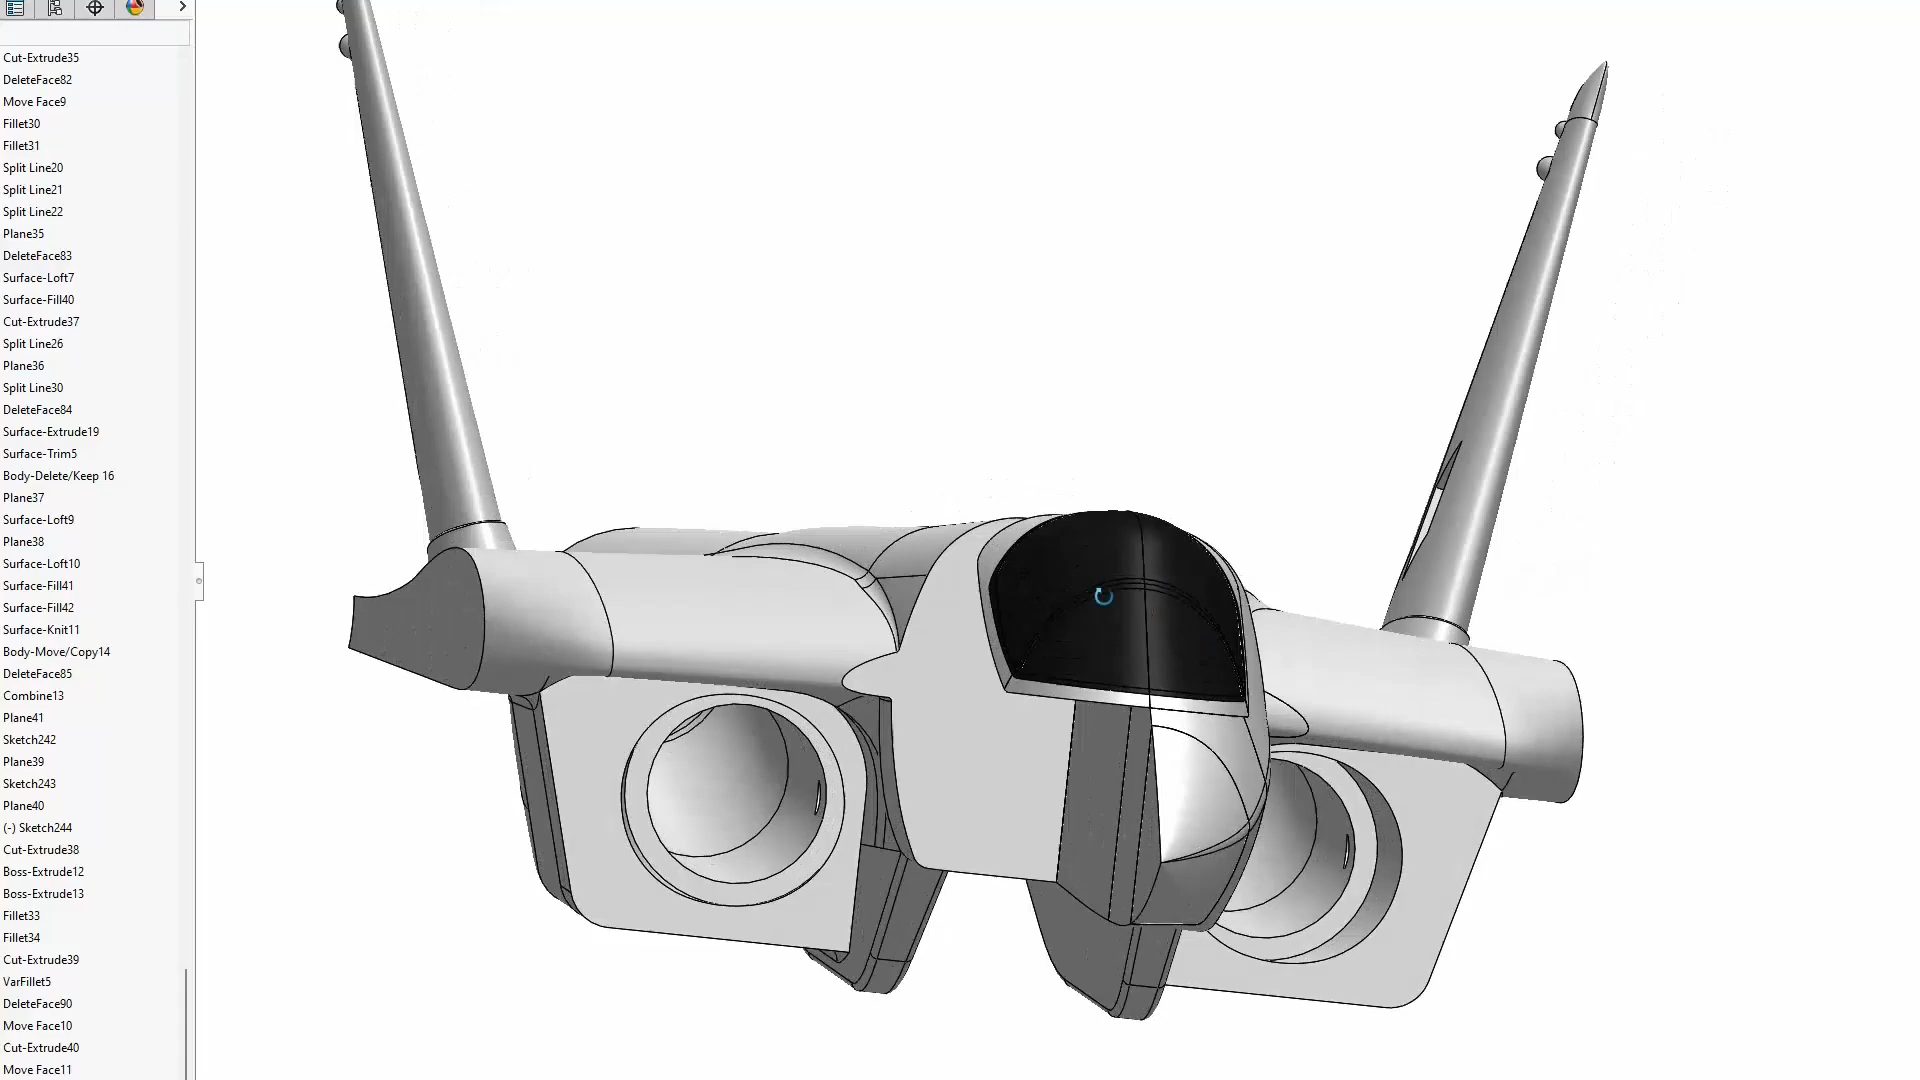 Cut-Extrude35
DeleteFace82
Move Face9
Fillet30
Fillet31
Split Line20
Split Line21
Split Line22
Plane35
DeleteFace83
Surface-Loft7
Surface-Fill40
Cut-Extrude37
Split Line26
Plane36
Split Line30
DeleteFace84
Surface-Extrude19
Surface-Trim5
Body-Delete/Keep 16
Plane37
Surface-Loft9
Plane38
Surface-Loft10
Surface-Fill41
Surface-Fill42
Surface-Knit11
Body-Move/Copy14
DeleteFace85
Combine13
Plane41
Sketch242
Plane39
Sketch243
Plane40
(-) Sketch244
Cut-Extrude38
Boss-Extrude12
Boss-Extrude13
Fillet33
Fillet34
Cut-Extrude39
VarFillet5
DeleteFace90
Move Face10
Cut-Extrude40
Move Face11